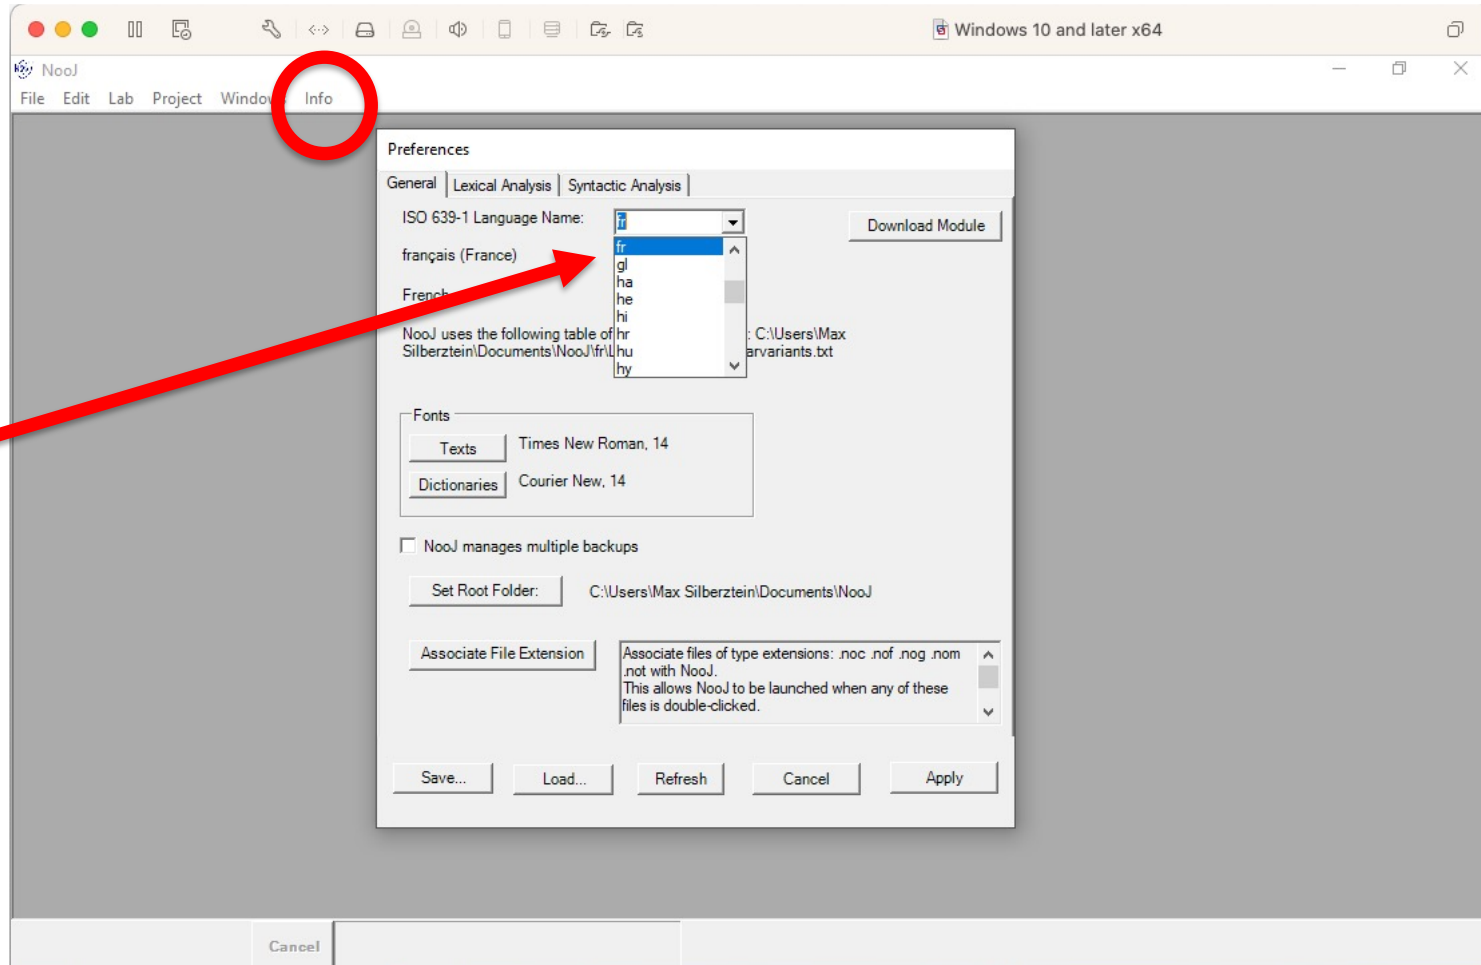 Windows 10 and later x64
NooJ
File Edit Lab Project Window Info
Preferences
General Lexical Analysis Syntactic Analysis
ISO 639-1 Language Name: fr Download Module
fr
français (France)
gl
ha
French
he
hi
NooJ uses the following table of hr : C:\Users\Max
Silberztein\Documents\NooJ\fr\L hu arvariants.txt
hy
Fonts
Texts Times New Roman, 14
Dictionaries Courier New, 14
NooJ manages multiple backups
Set Root Folder: C:\Users\Max Silberztein\Documents\NooJ
Associate File Extension
Associate files of type extensions: .noc .nof .nog .nom
.not with NooJ.
This allows NooJ to be launched when any of these
files is double-clicked.
Save... Load... Refresh Cancel Apply
Cancel